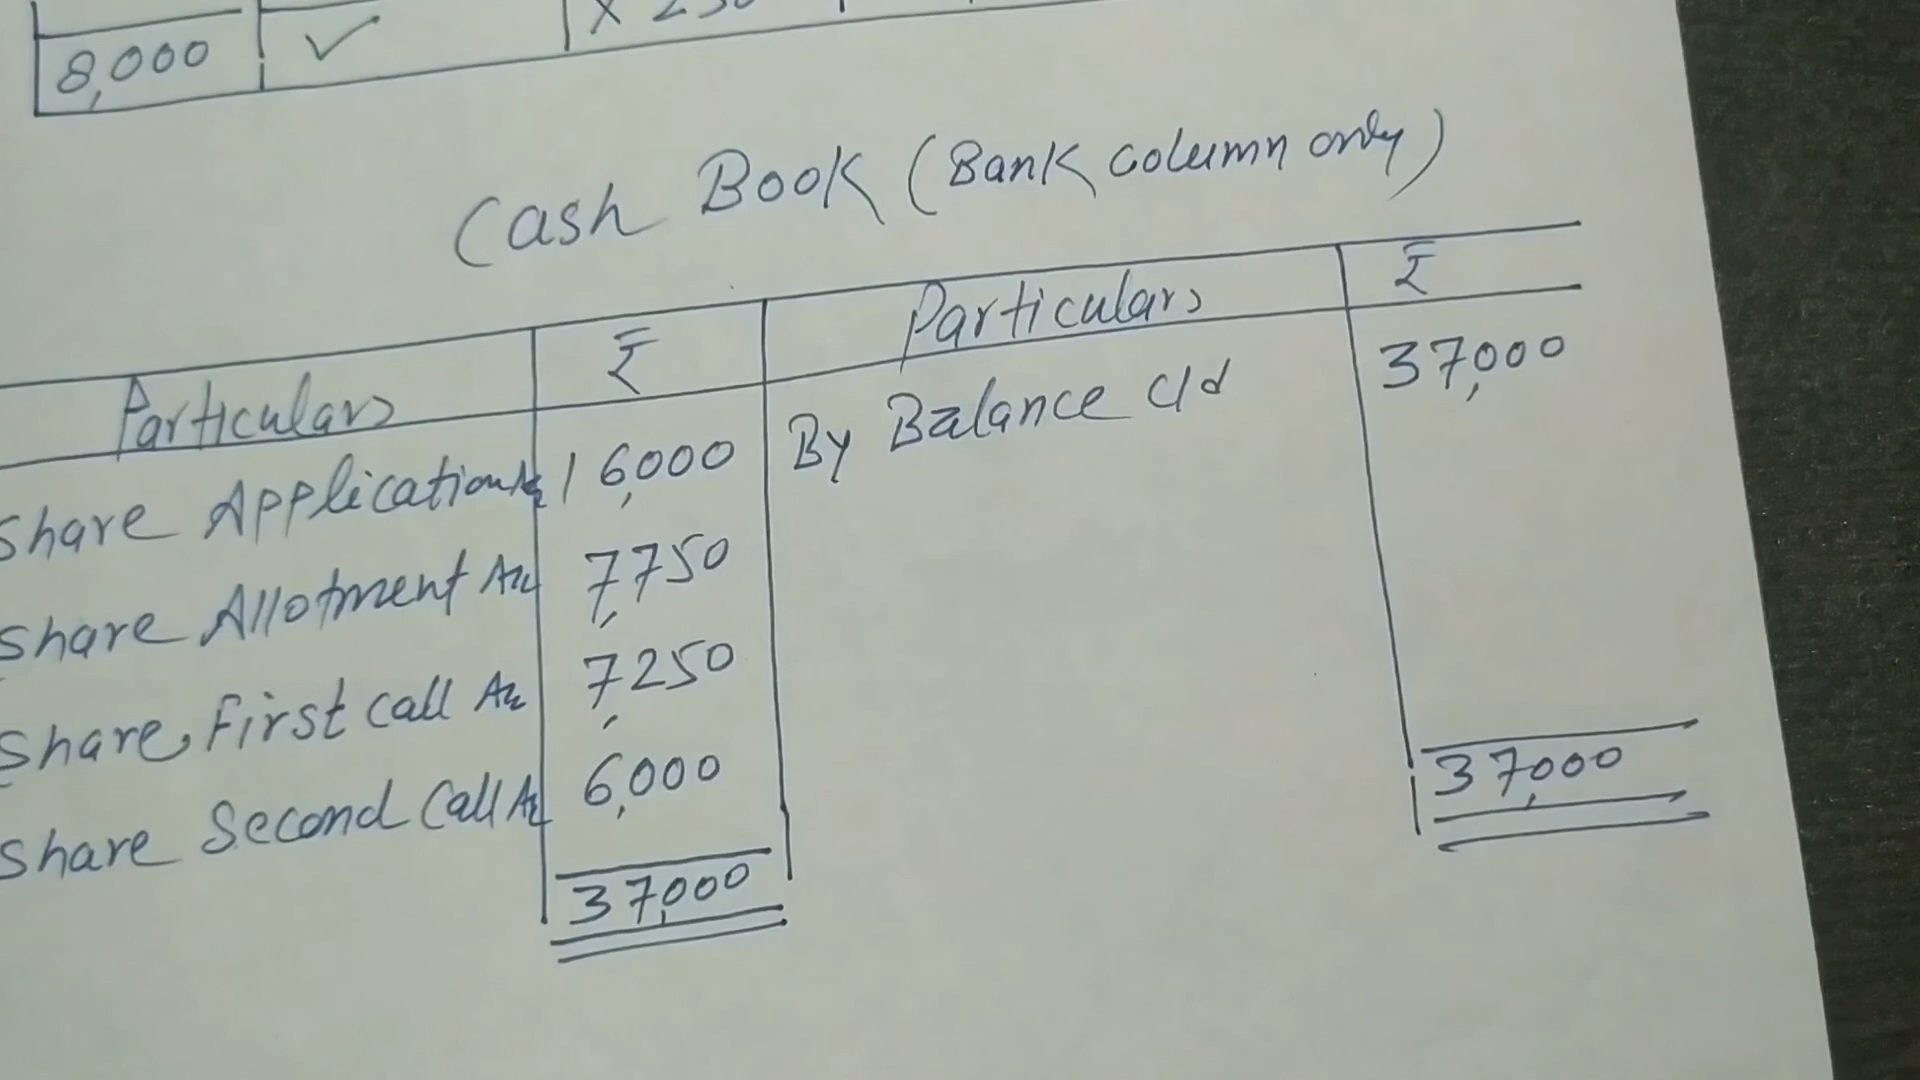 8,000 ✓ x 250
Cash Book (Bank column only)
Particulars ₹ Particulars ₹
Share Application A/c 16,000 By Balance c/d 37,000
Share Allotment A/c 7,750
Share First call A/c 7,250
Share Second Call A/c 6,000
37,000 37,000